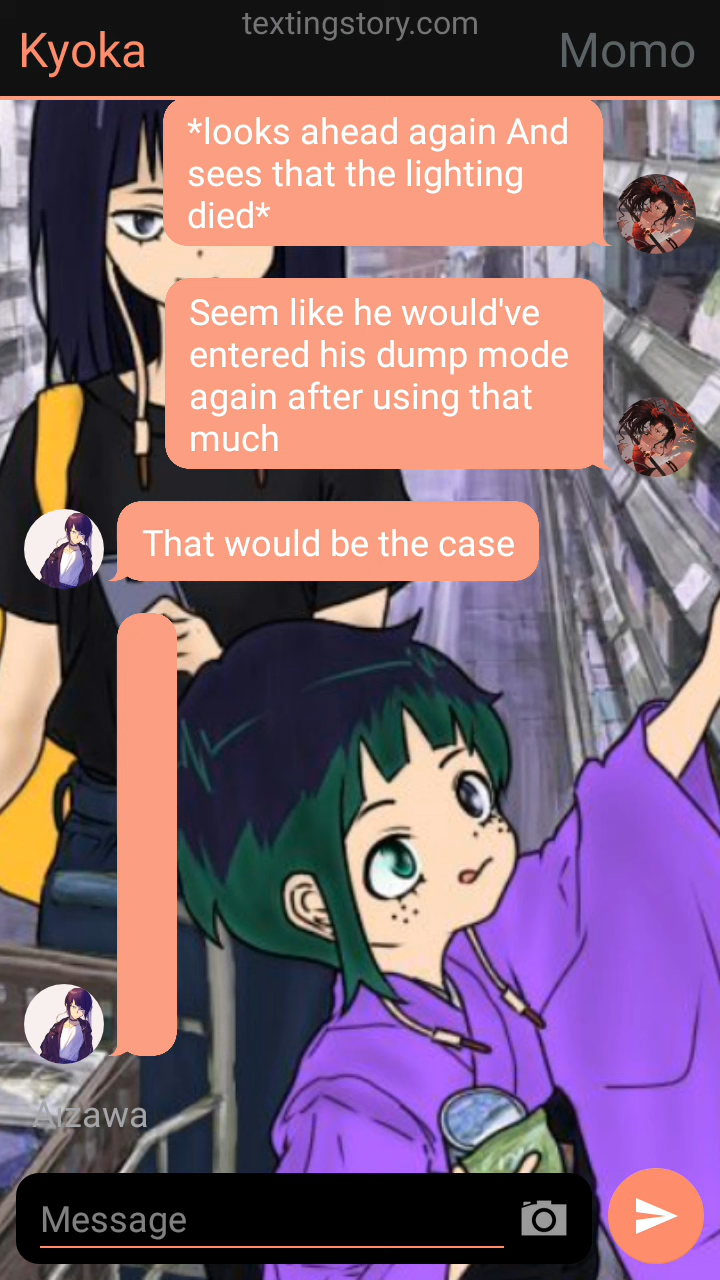 textingstory.com
Kyoka
Momo
*looks ahead again And
sees that the lighting
died*
Seem like he would've
entered his dump mode
again after using that
much
That would be the case
Aizawa
Message